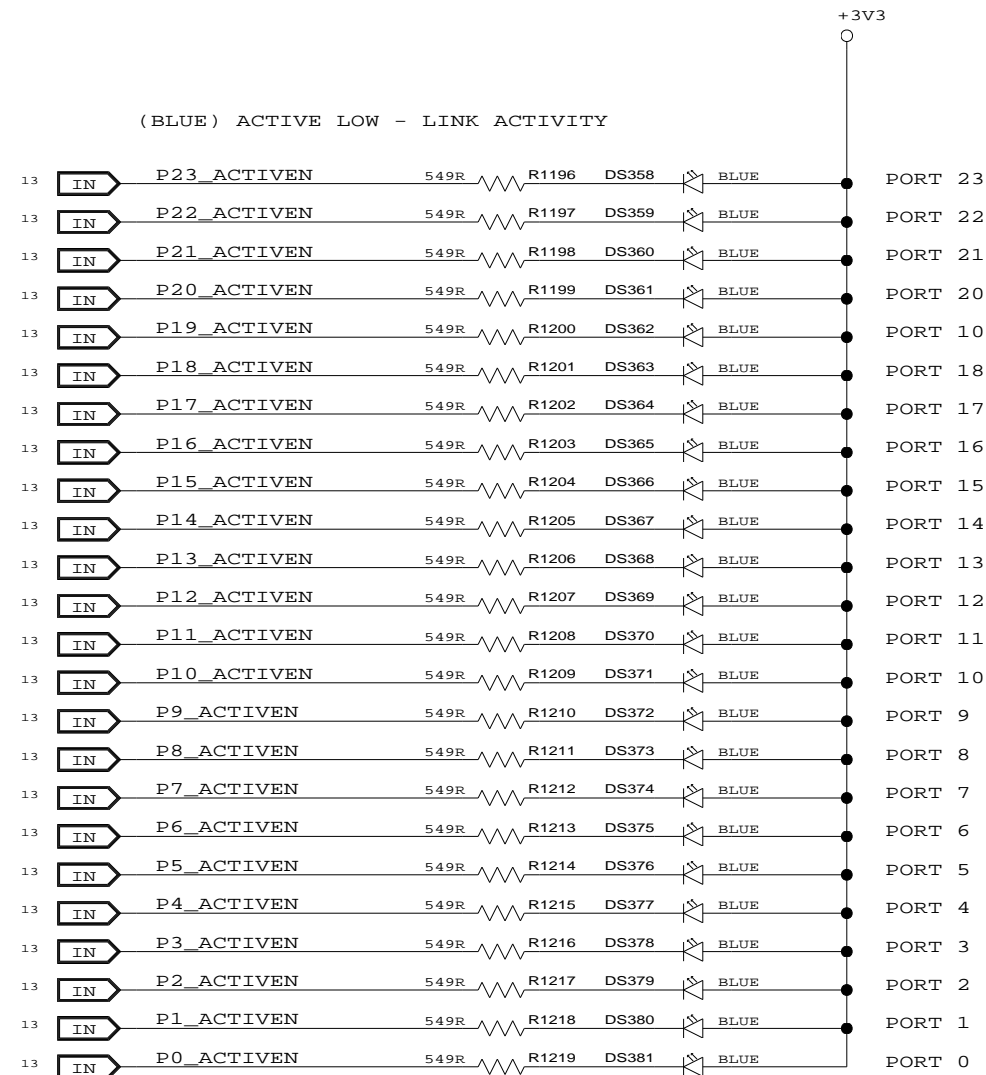 +3V3
(BLUE) ACTIVE LOW - LINK ACTIVITY
13 IN P23_ACTIVEN 549R R1196 DS358 BLUE PORT 23
13 IN P22_ACTIVEN 549R R1197 DS359 BLUE PORT 22
13 IN P21_ACTIVEN 549R R1198 DS360 BLUE PORT 21
13 IN P20_ACTIVEN 549R R1199 DS361 BLUE PORT 20
13 IN P19_ACTIVEN 549R R1200 DS362 BLUE PORT 10
13 IN P18_ACTIVEN 549R R1201 DS363 BLUE PORT 18
13 IN P17_ACTIVEN 549R R1202 DS364 BLUE PORT 17
13 IN P16_ACTIVEN 549R R1203 DS365 BLUE PORT 16
13 IN P15_ACTIVEN 549R R1204 DS366 BLUE PORT 15
13 IN P14_ACTIVEN 549R R1205 DS367 BLUE PORT 14
13 IN P13_ACTIVEN 549R R1206 DS368 BLUE PORT 13
13 IN P12_ACTIVEN 549R R1207 DS369 BLUE PORT 12
13 IN P11_ACTIVEN 549R R1208 DS370 BLUE PORT 11
13 IN P10_ACTIVEN 549R R1209 DS371 BLUE PORT 10
13 IN P9_ACTIVEN 549R R1210 DS372 BLUE PORT 9
13 IN P8_ACTIVEN 549R R1211 DS373 BLUE PORT 8
13 IN P7_ACTIVEN 549R R1212 DS374 BLUE PORT 7
13 IN P6_ACTIVEN 549R R1213 DS375 BLUE PORT 6
13 IN P5_ACTIVEN 549R R1214 DS376 BLUE PORT 5
13 IN P4_ACTIVEN 549R R1215 DS377 BLUE PORT 4
13 IN P3_ACTIVEN 549R R1216 DS378 BLUE PORT 3
13 IN P2_ACTIVEN 549R R1217 DS379 BLUE PORT 2
13 IN P1_ACTIVEN 549R R1218 DS380 BLUE PORT 1
13 IN P0_ACTIVEN 549R R1219 DS381 BLUE PORT 0